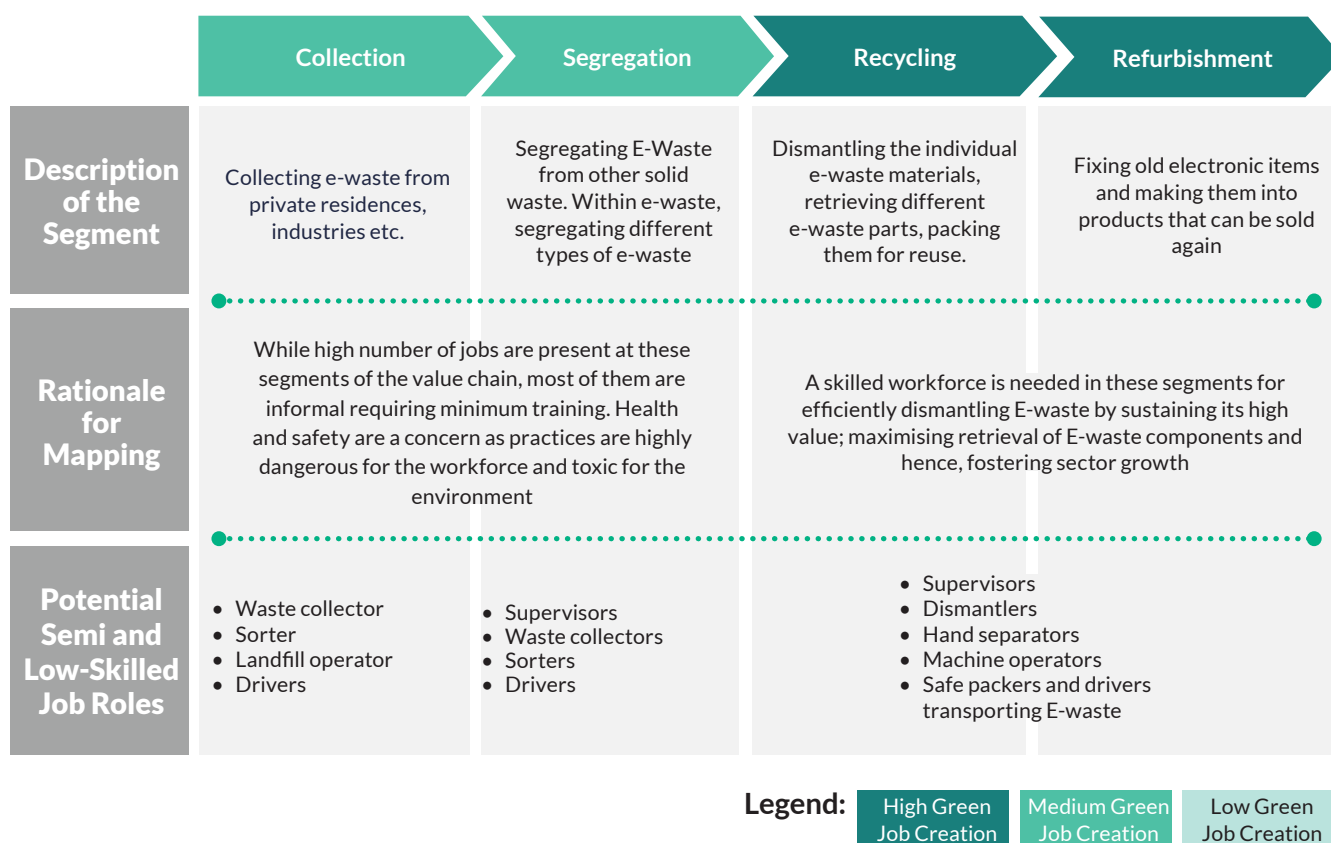 Collection
Segregation
Recycling
Refurbishment
Description
of the
Segment
Collecting e-waste from
private residences,
industries etc.
Segregating E-Waste
from other solid
waste. Within e-waste,
segregating different
types of e-waste
Dismantling the individual
e-waste materials,
retrieving different
e-waste parts, packing
them for reuse.
Fixing old electronic items
and making them into
products that can be sold
again
Rationale
for
Mapping
While high number of jobs are present at these
segments of the value chain, most of them are
informal requiring minimum training. Health
and safety are a concern as practices are highly
dangerous for the workforce and toxic for the
environment
A skilled workforce is needed in these segments for
efficiently dismantling E-waste by sustaining its high
value; maximising retrieval of E-waste components and
hence, fostering sector growth
Potential
Semi and
Low-Skilled
Job Roles
• Waste collector
• Sorter
• Landfill operator
• Drivers
• Supervisors
• Waste collectors
• Sorters
• Drivers
• Supervisors
• Dismantlers
• Hand separators
• Machine operators
• Safe packers and drivers
transporting E-waste
Legend:
High Green
Job Creation
Medium Green
Job Creation
Low Green
Job Creation